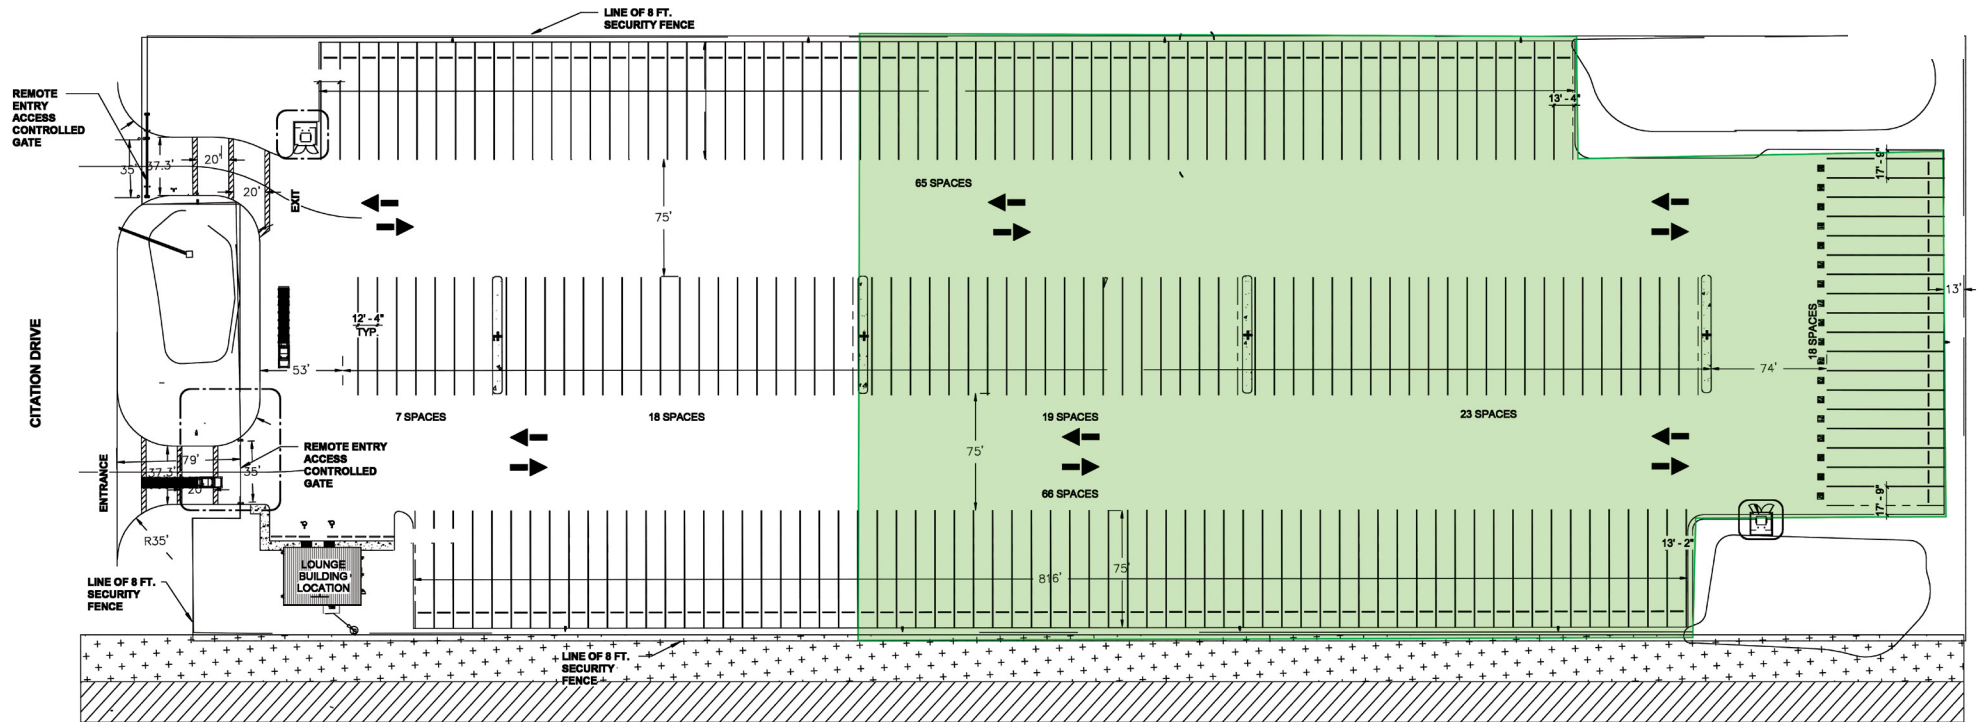 LINE OF 8 FT.
SECURITY FENCE
REMOTE
ENTRY
ACCESS
CONTROLLED
GATE
13' - 4"
35'
37.3'
20'
20'
EXIT
17' - 9"
65 SPACES
75'
13'
12' - 4"
TYP.
18 SPACES
53'
74'
CITATION DRIVE
7 SPACES
18 SPACES
19 SPACES
23 SPACES
REMOTE ENTRY
ACCESS
CONTROLLED
GATE
75'
ENTRANCE
79'
37.3'
35'
20'
66 SPACES
17' - 9"
R35'
13' - 2"
LOUNGE
BUILDING
LOCATION
816'
75'
LINE OF 8 FT.
SECURITY
FENCE
LINE OF 8 FT.
SECURITY
FENCE